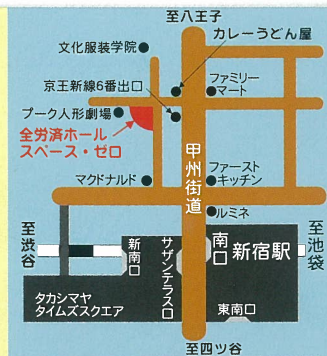 至八王子
文化服装学院
カレーうどん屋
京王新線6番出口
ファミリー
マート
プーク人形劇場
全労済ホール
スペース・ゼロ
甲州街道
マクドナルド
ファースト
キッチン
ルミネ
至渋谷
新南口
サザンテラス口
南口
新宿駅
至池袋
タカシマヤ
タイムズスクエア
東南口
至四ツ谷